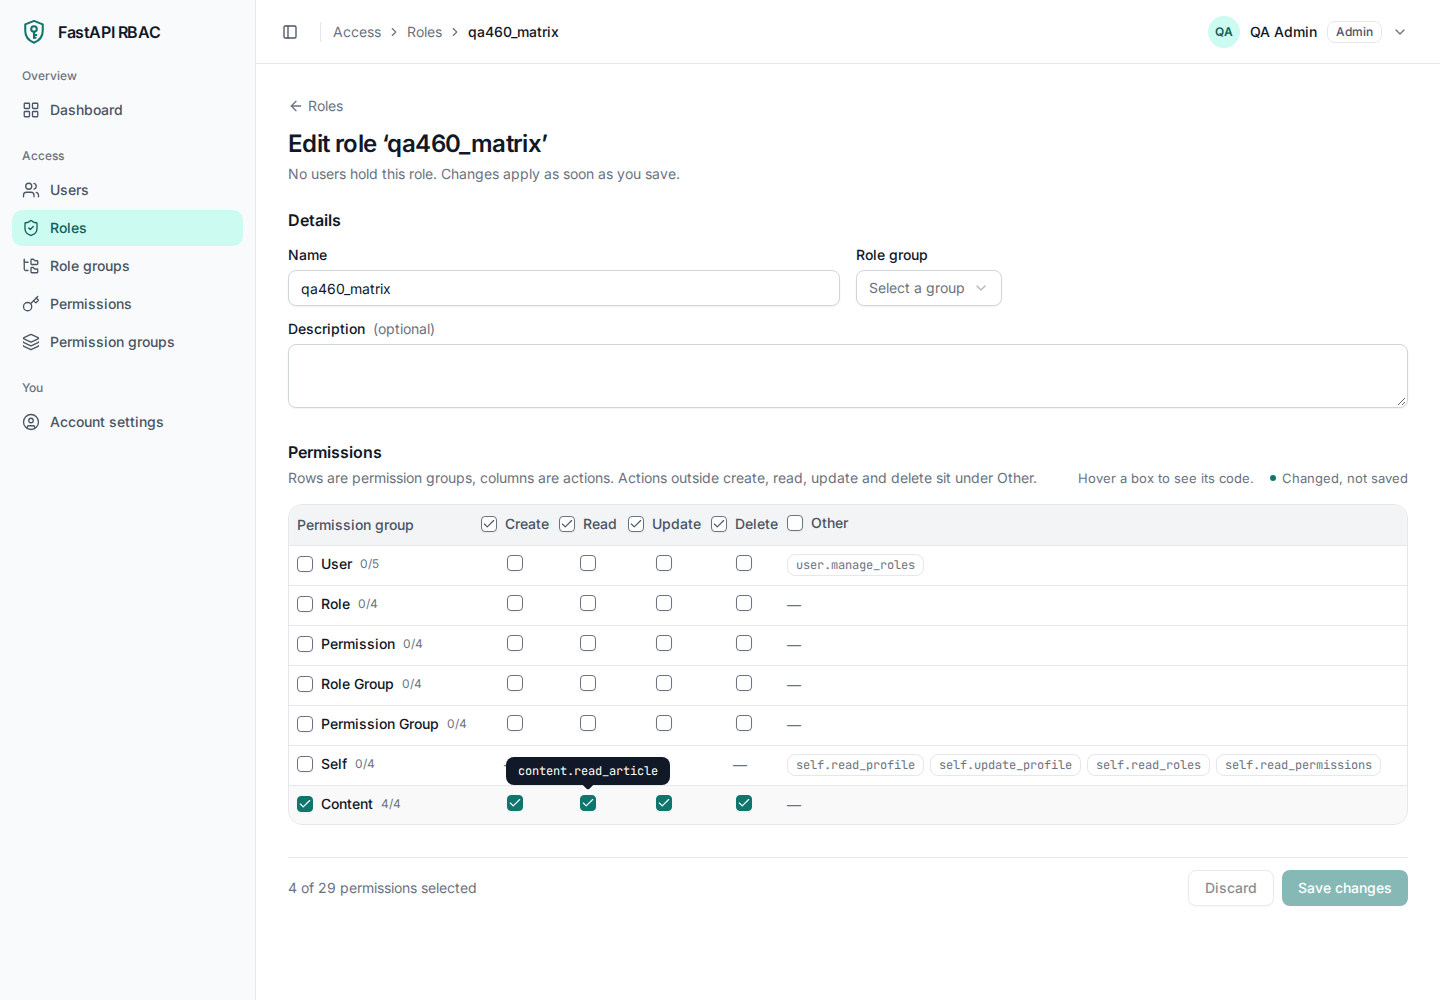 FastAPI RBAC
Overview
Dashboard
Access
Users
Roles
Role groups
Permissions
Permission groups
You
Account settings
Access > Roles > qa460_matrix
QA QA Admin Admin
← Roles
Edit role ‘qa460_matrix’
No users hold this role. Changes apply as soon as you save.
Details
Name Role group
qa460_matrix Select a group
Description (optional)
Permissions
Rows are permission groups, columns are actions. Actions outside create, read, update and delete sit under Other. Hover a box to see its code. Changed, not saved
Permission group Create Read Update Delete Other
User 0/5 user.manage_roles
Role 0/4 —
Permission 0/4 —
Role Group 0/4 —
Permission Group 0/4 —
Self 0/4 — self.read_profile self.update_profile self.read_roles self.read_permissions
content.read_article
Content 4/4 —
4 of 29 permissions selected Discard Save changes